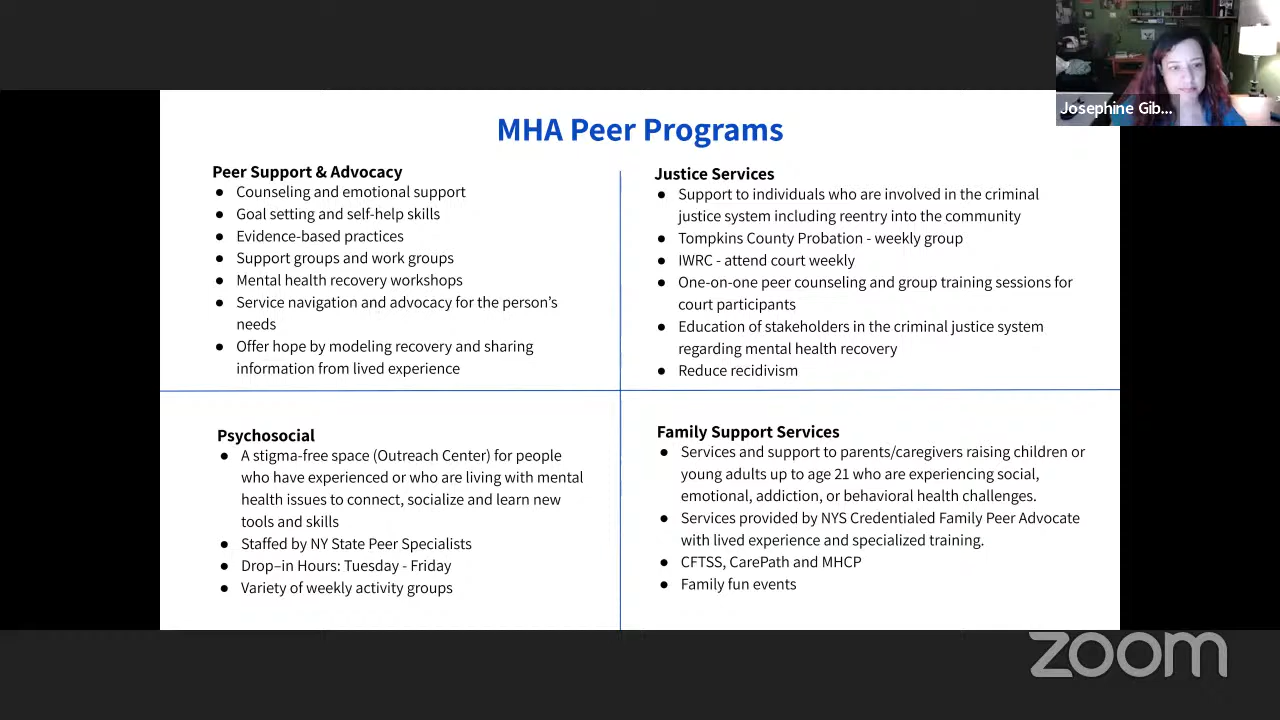 Josephine Gib...
MHA Peer Programs
Peer Support & Advocacy
● Counseling and emotional support
● Goal setting and self-help skills
● Evidence-based practices
● Support groups and work groups
● Mental health recovery workshops
● Service navigation and advocacy for the person’s
needs
● Offer hope by modeling recovery and sharing
information from lived experience
Justice Services
● Support to individuals who are involved in the criminal
justice system including reentry into the community
● Tompkins County Probation - weekly group
● IWRC - attend court weekly
● One-on-one peer counseling and group training sessions for
court participants
● Education of stakeholders in the criminal justice system
regarding mental health recovery
● Reduce recidivism
Psychosocial
● A stigma-free space (Outreach Center) for people
who have experienced or who are living with mental
health issues to connect, socialize and learn new
tools and skills
● Staffed by NY State Peer Specialists
● Drop–in Hours: Tuesday - Friday
● Variety of weekly activity groups
Family Support Services
● Services and support to parents/caregivers raising children or
young adults up to age 21 who are experiencing social,
emotional, addiction, or behavioral health challenges.
● Services provided by NYS Credentialed Family Peer Advocate
with lived experience and specialized training.
● CFTSS, CarePath and MHCP
● Family fun events
zoom